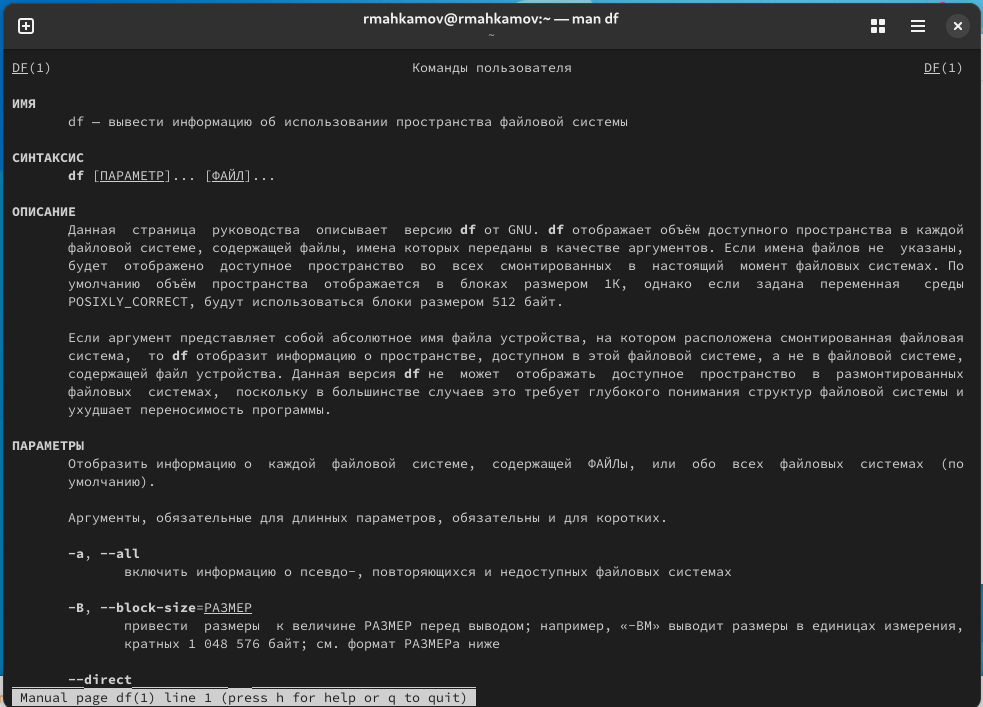 rmahkamov@rmahkamov:~ — man df
~
DF(1) Команды пользователя DF(1)
ИМЯ
df — вывести информацию об использовании пространства файловой системы
СИНТАКСИС
df [ПАРАМЕТР]... [ФАЙЛ]...
ОПИСАНИЕ
Данная страница руководства описывает версию df от GNU. df отображает объём доступного пространства в каждой
файловой системе, содержащей файлы, имена которых переданы в качестве аргументов. Если имена файлов не указаны,
будет отображено доступное пространство во всех смонтированных в настоящий момент файловых системах. По
умолчанию объём пространства отображается в блоках размером 1K, однако если задана переменная среды
POSIXLY_CORRECT, будут использоваться блоки размером 512 байт.
Если аргумент представляет собой абсолютное имя файла устройства, на котором расположена смонтированная файловая
система, то df отобразит информацию о пространстве, доступном в этой файловой системе, а не в файловой системе,
содержащей файл устройства. Данная версия df не может отображать доступное пространство в размонтированных
файловых системах, поскольку в большинстве случаев это требует глубокого понимания структур файловой системы и
ухудшает переносимость программы.
ПАРАМЕТРЫ
Отобразить информацию о каждой файловой системе, содержащей ФАЙЛы, или обо всех файловых системах (по
умолчанию).
Аргументы, обязательные для длинных параметров, обязательны и для коротких.
-a, --all
включить информацию о псевдо-, повторяющихся и недоступных файловых системах
-B, --block-size=РАЗМЕР
привести размеры к величине РАЗМЕР перед выводом; например, «-BM» выводит размеры в единицах измерения,
кратных 1 048 576 байт; см. формат РАЗМЕРа ниже
--direct
Manual page df(1) line 1 (press h for help or q to quit)